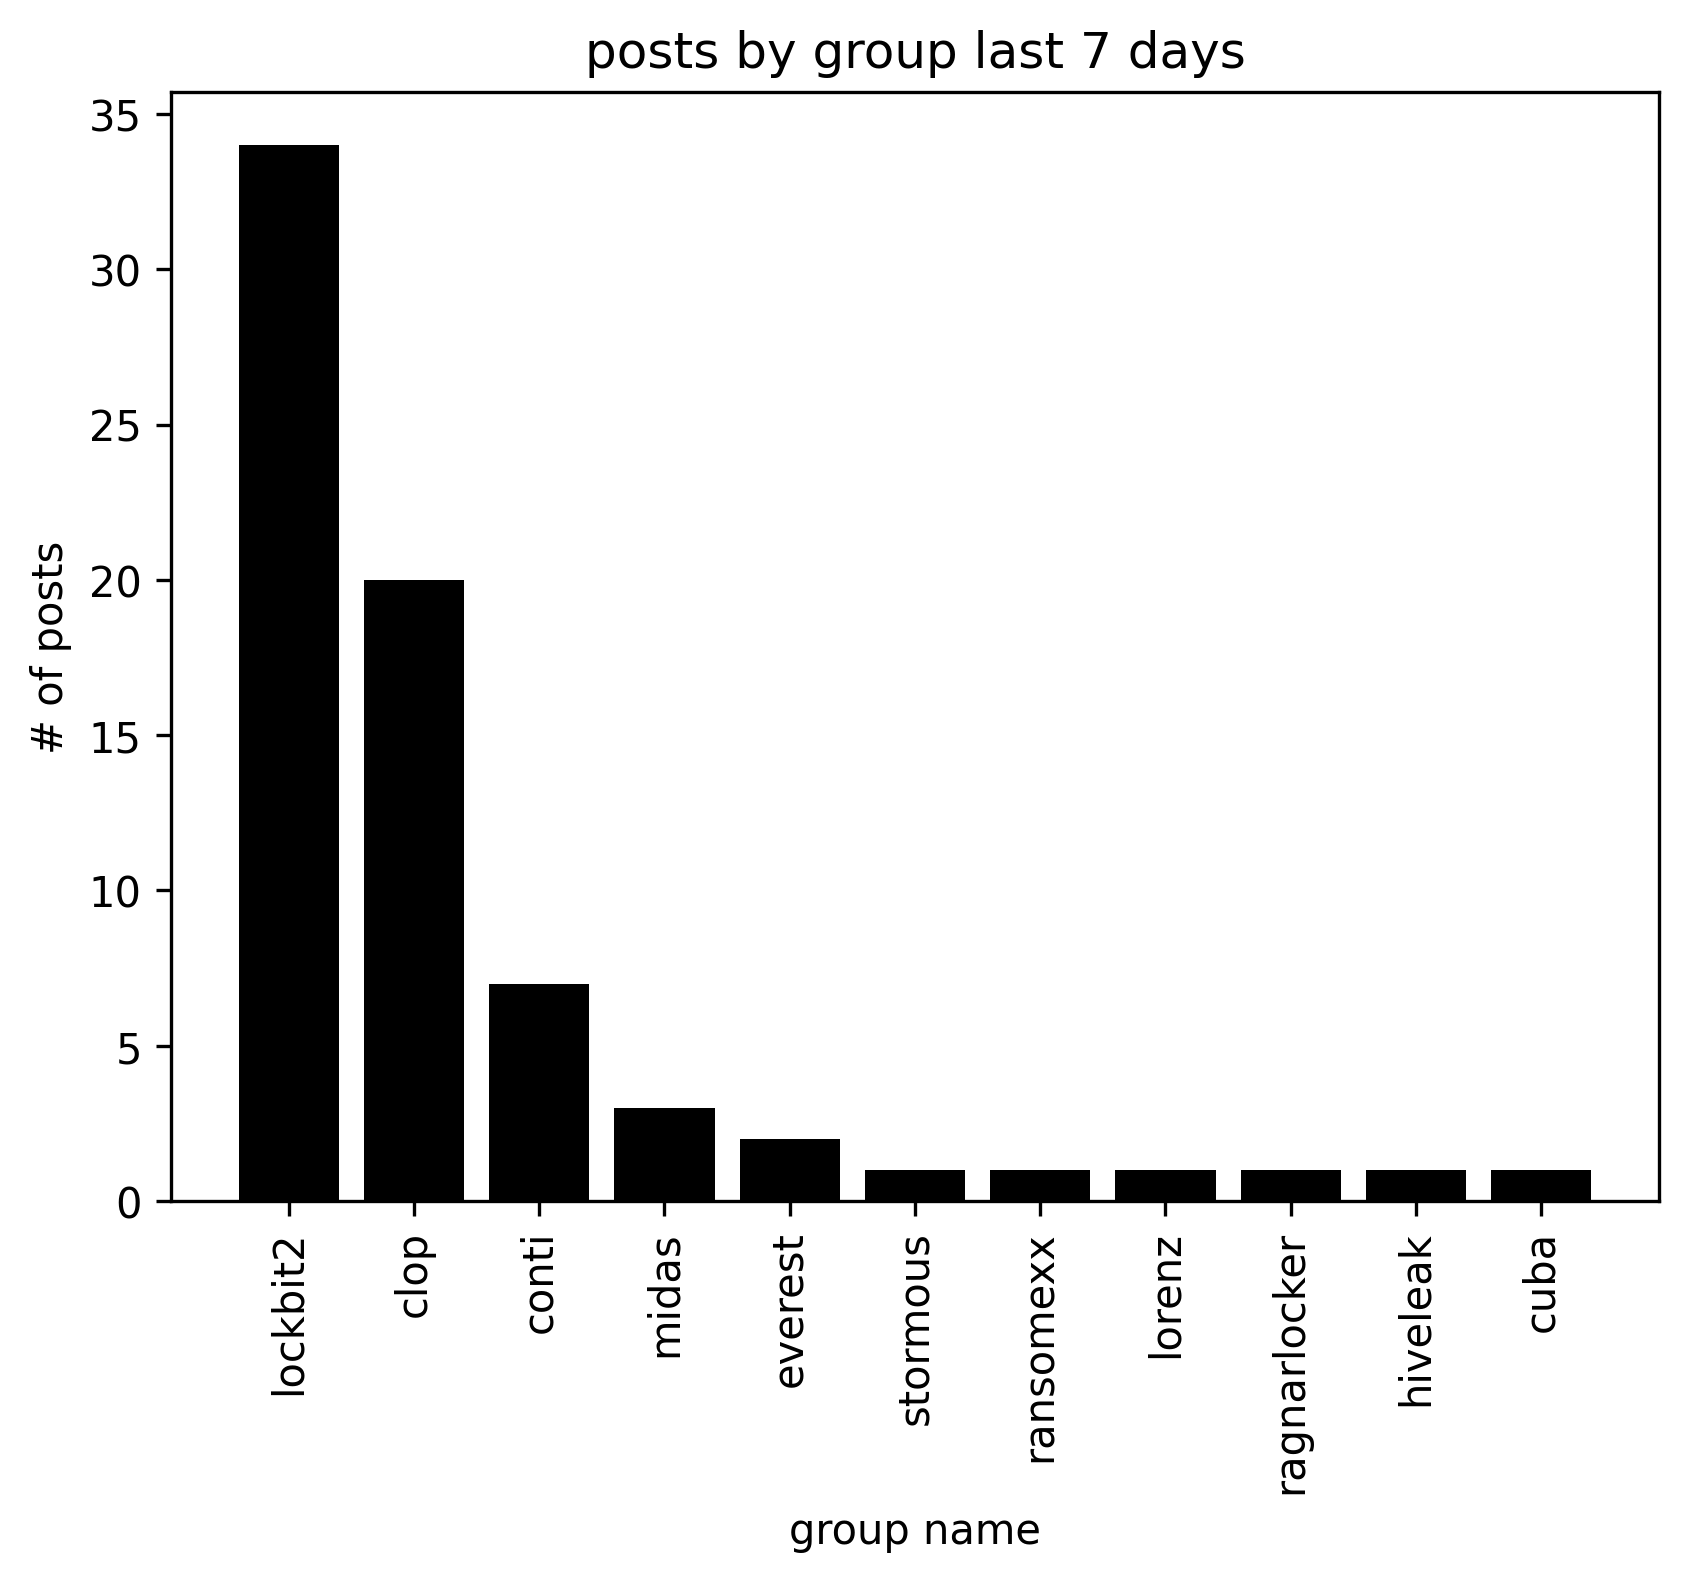 posts by group last 7 days
35
30
25
20
15
10
5
0
# of posts
lockbit2
clop
conti
midas
everest
stormous
ransomexx
lorenz
ragnarlocker
hiveleak
cuba
group name